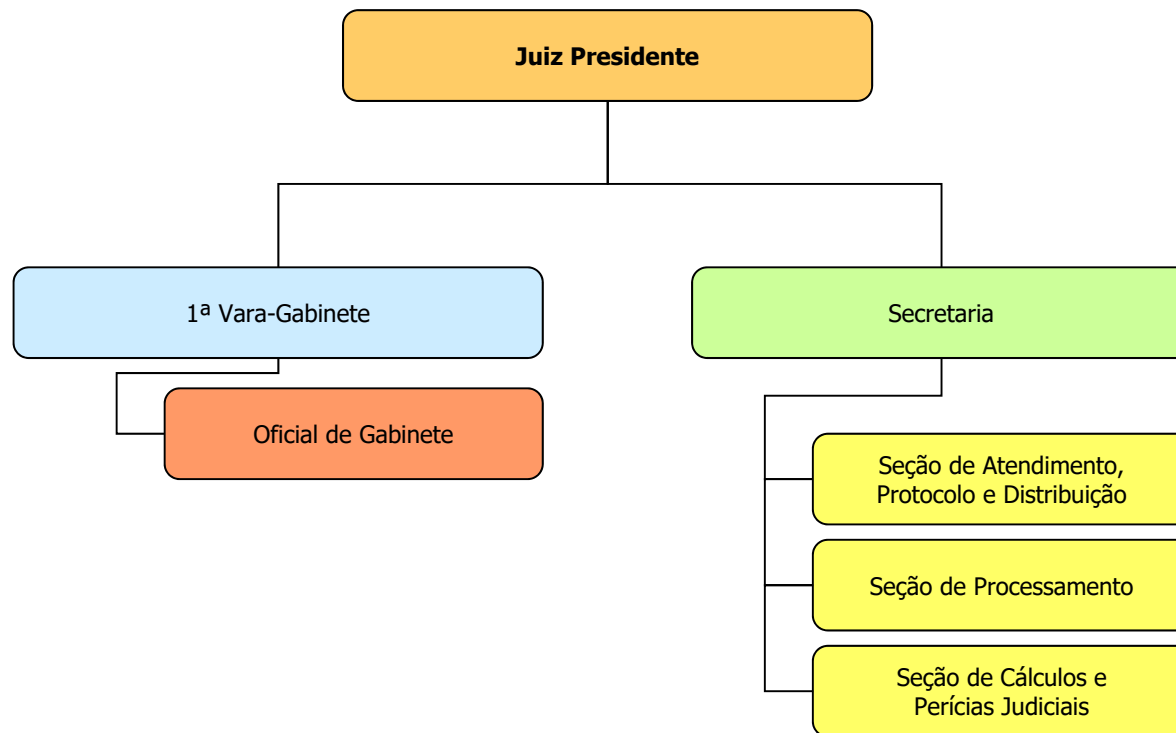 Juiz Presidente
1ª Vara-Gabinete
Secretaria
Oficial de Gabinete
Seção de Atendimento,
Protocolo e Distribuição
Seção de Processamento
Seção de Cálculos e
Perícias Judiciais